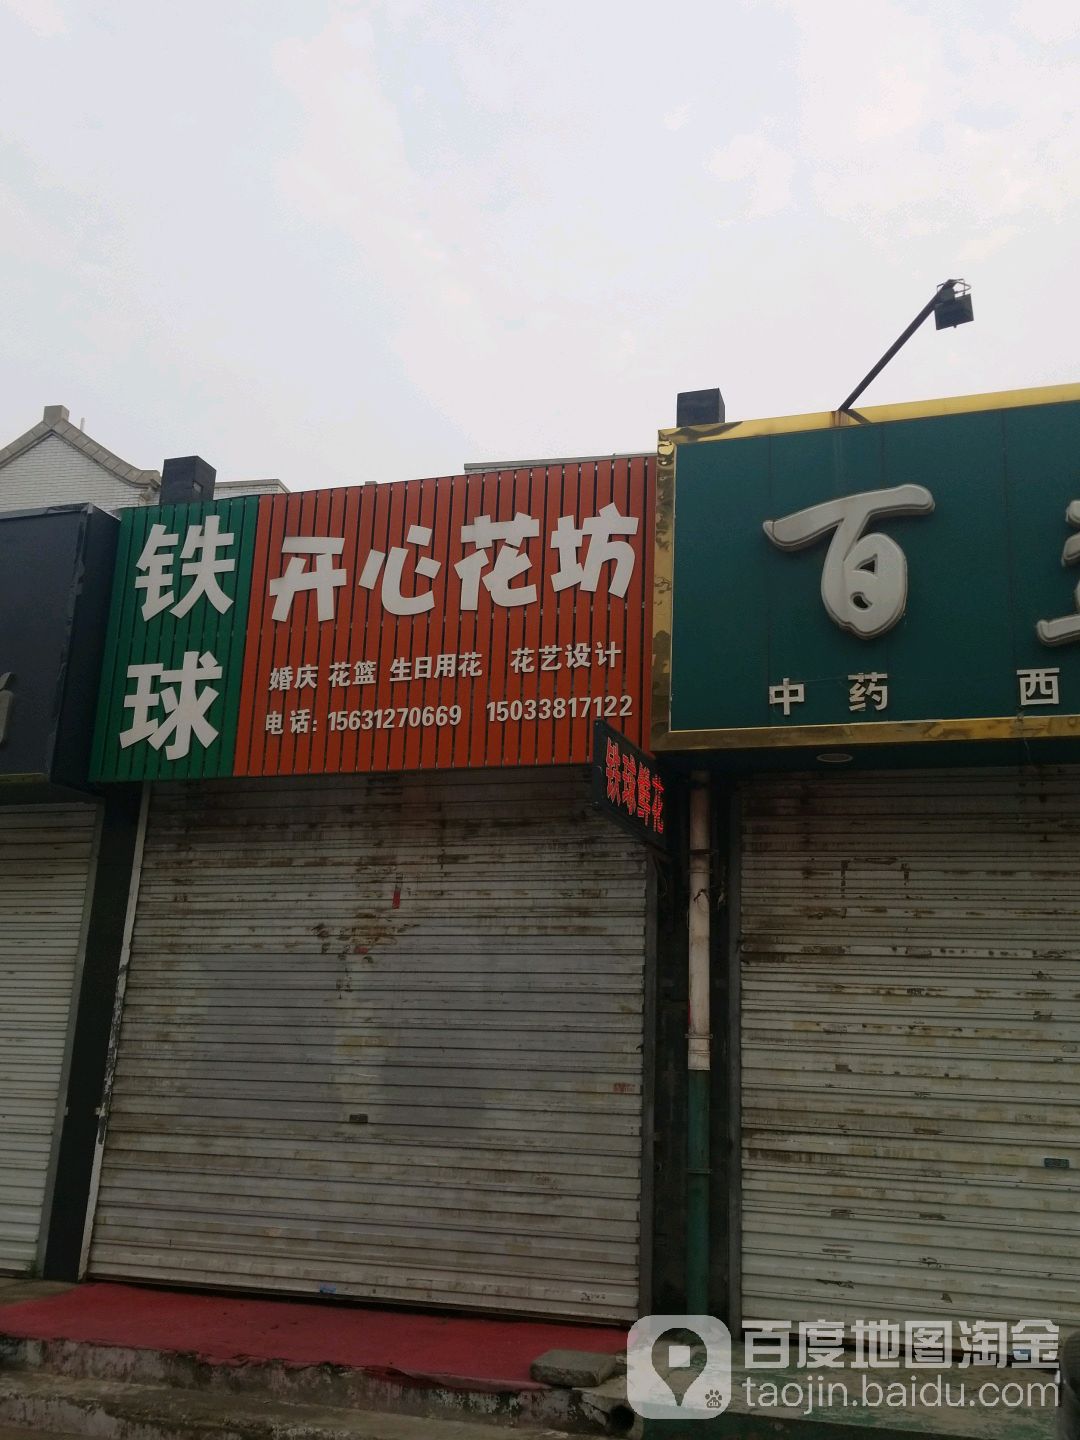 铁球
开心花坊
婚庆 花篮 生日用花 花艺设计
电话: 15631270669 15033817122
铁球鲜花
百
中药 西
百度地图淘金
taojin.baidu.com